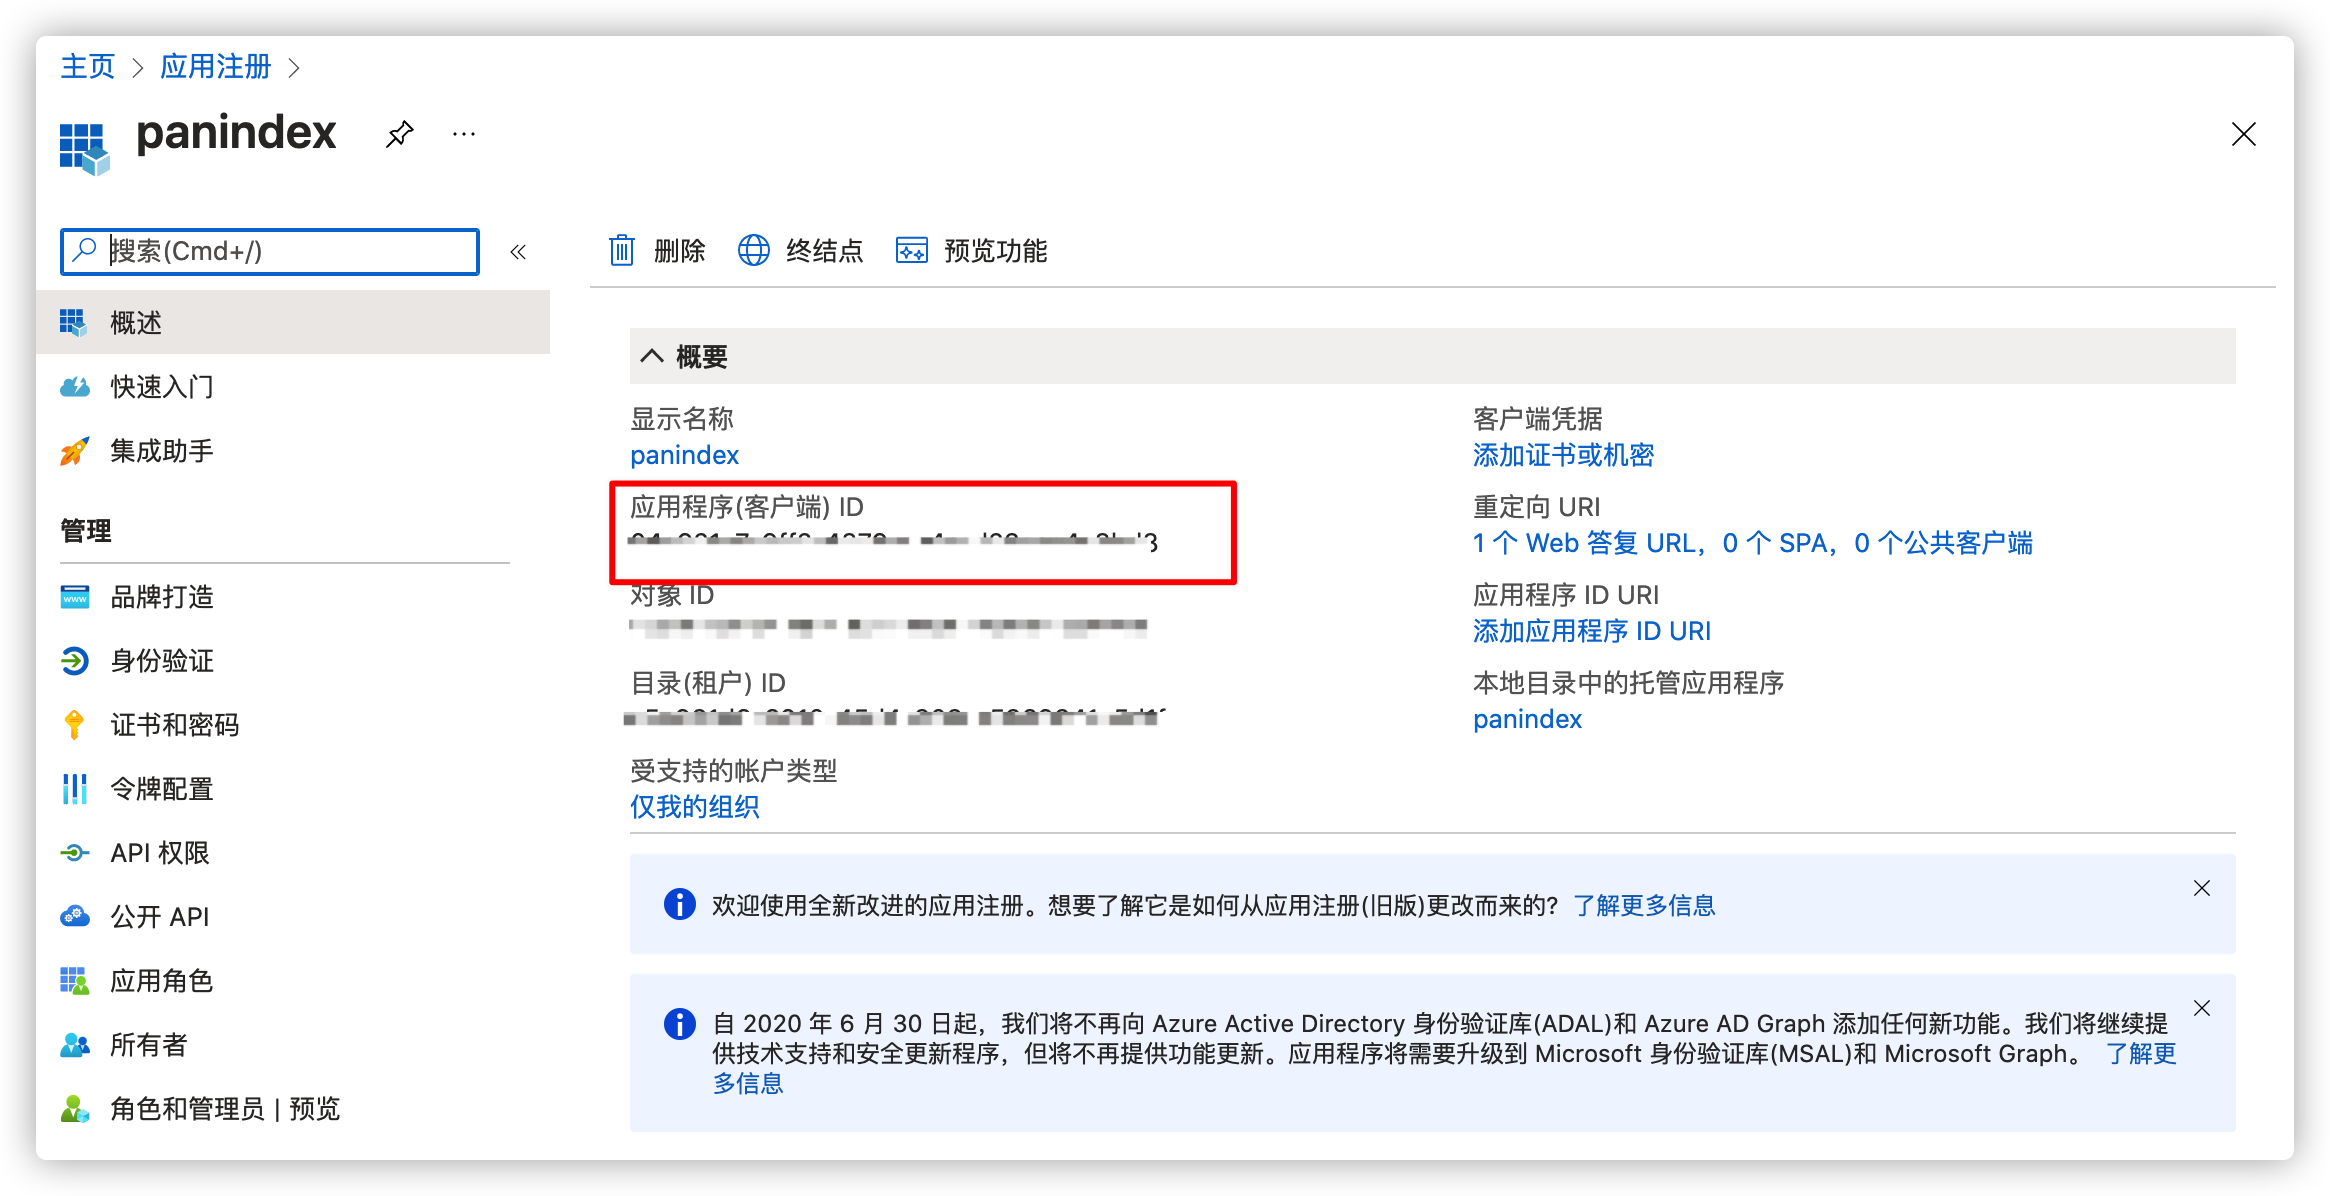 主页 > 应用注册 >
panindex
搜索(Cmd+/)
«
删除
终结点
预览功能
概述
快速入门
集成助手
管理
品牌打造
身份验证
证书和密码
令牌配置
API 权限
公开 API
应用角色
所有者
角色和管理员 | 预览
概要
显示名称
panindex
应用程序(客户端) ID
对象 ID
目录(租户) ID
受支持的帐户类型
仅我的组织
客户端凭据
添加证书或机密
重定向 URI
1 个 Web 答复 URL，0 个 SPA，0 个公共客户端
应用程序 ID URI
添加应用程序 ID URI
本地目录中的托管应用程序
panindex
欢迎使用全新改进的应用注册。想要了解它是如何从应用注册(旧版)更改而来的? 了解更多信息
自 2020 年 6 月 30 日起，我们将不再向 Azure Active Directory 身份验证库(ADAL)和 Azure AD Graph 添加任何新功能。我们将继续提
供技术支持和安全更新程序，但将不再提供功能更新。应用程序将需要升级到 Microsoft 身份验证库(MSAL)和 Microsoft Graph。 了解更
多信息